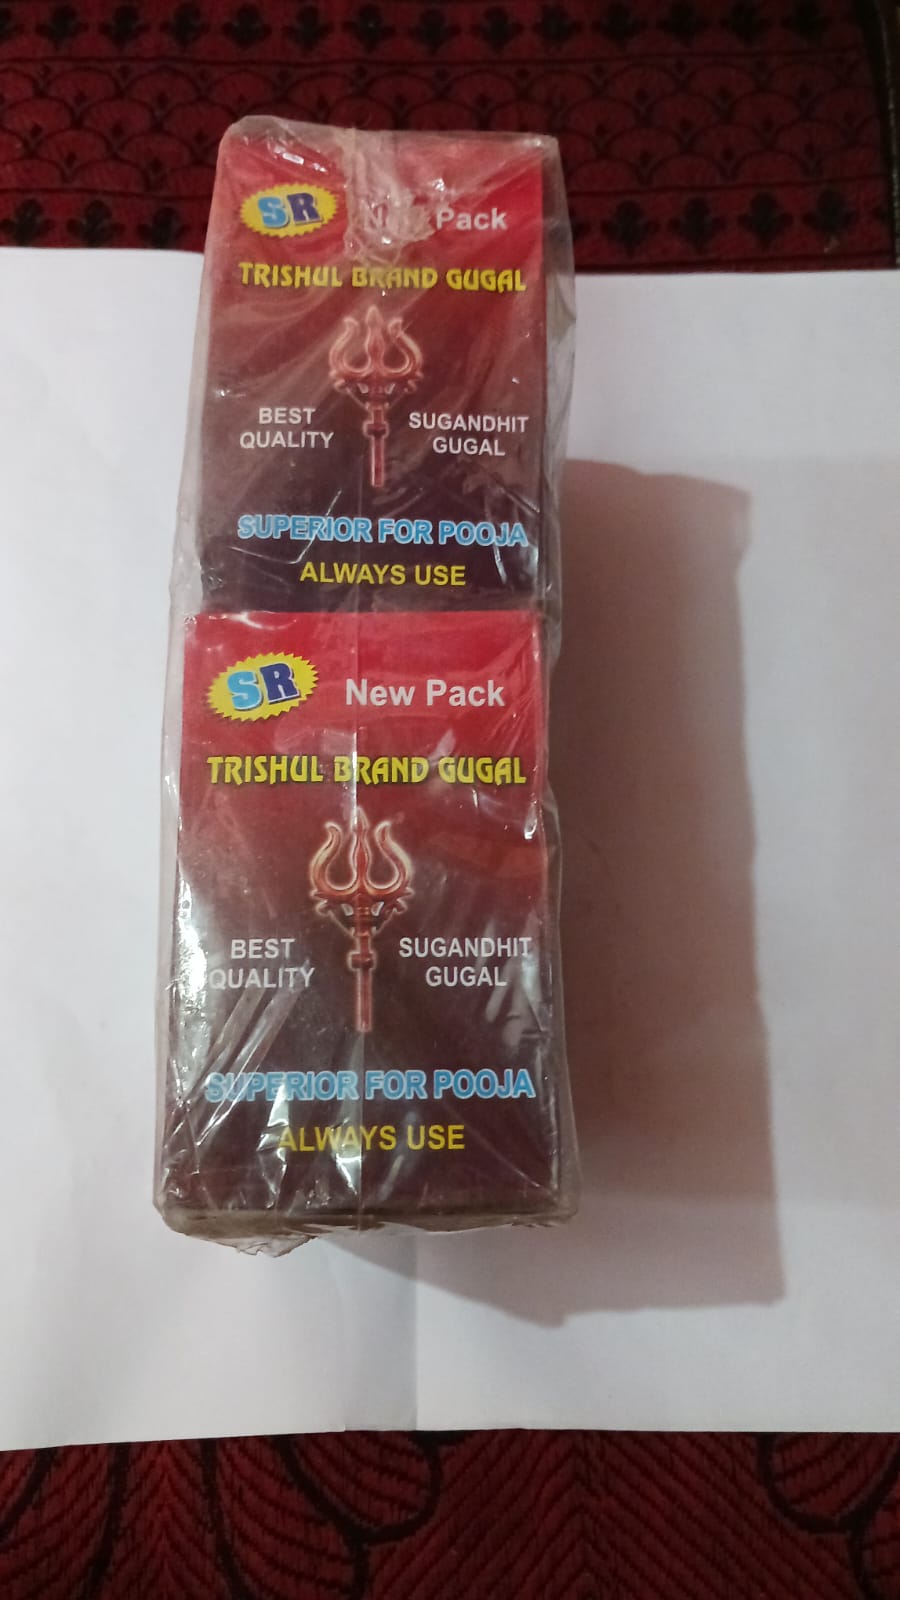 SR
New Pack
TRISHUL BRAND GUGAL
BEST
QUALITY
SUGANDHIT
GUGAL
SUPERIOR FOR POOJA
ALWAYS USE
SR
New Pack
TRISHUL BRAND GUGAL
BEST
QUALITY
SUGANDHIT
GUGAL
SUPERIOR FOR POOJA
ALWAYS USE